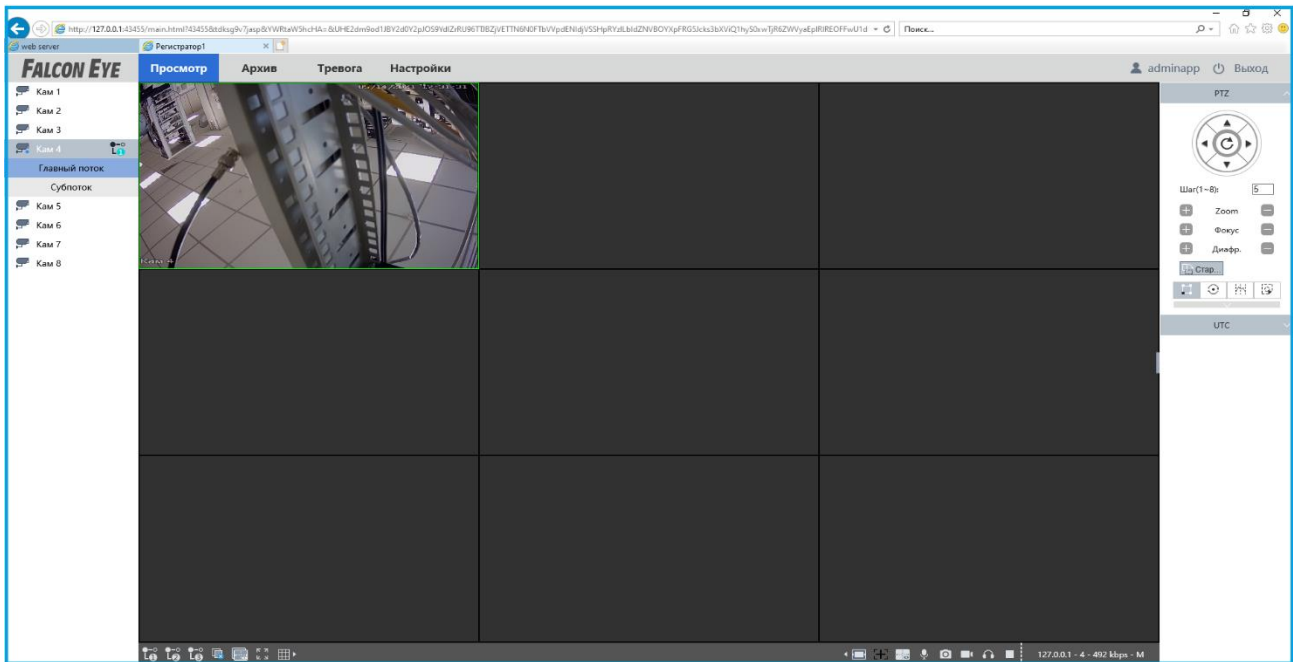 web server
Регистратор1
Поиск...
FALCON EYE
Просмотр
Архив
Тревога
Настройки
adminapp
Выход
Кам 1
Кам 2
Кам 3
Кам 4
Главный поток
Субпоток
Кам 5
Кам 6
Кам 7
Кам 8
Кам 4
PTZ
Шаг(1~8): 5
Zoom
Фокус
Диафр.
Стар...
UTC
127.0.0.1 - 4 - 492 kbps - M